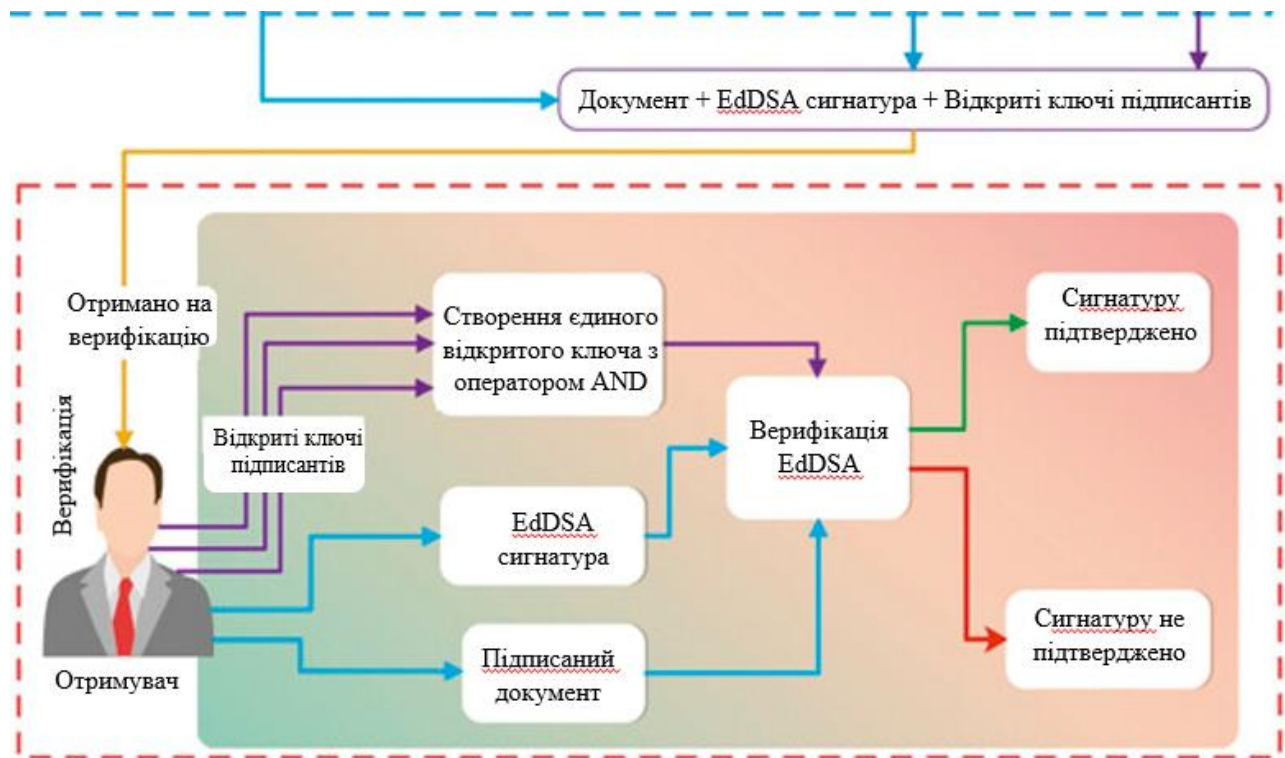 Документ + EdDSA сигнатура + Відкриті ключі підписантів
Отримано на
верифікацію
Верифікація
Отримувач
Відкриті ключі
підписантів
Створення єдиного
відкритого ключа з
оператором AND
EdDSA
сигнатура
Підписаний
документ
Верифікація
EdDSA
Сигнатуру
підтверджено
Сигнатуру не
підтверджено